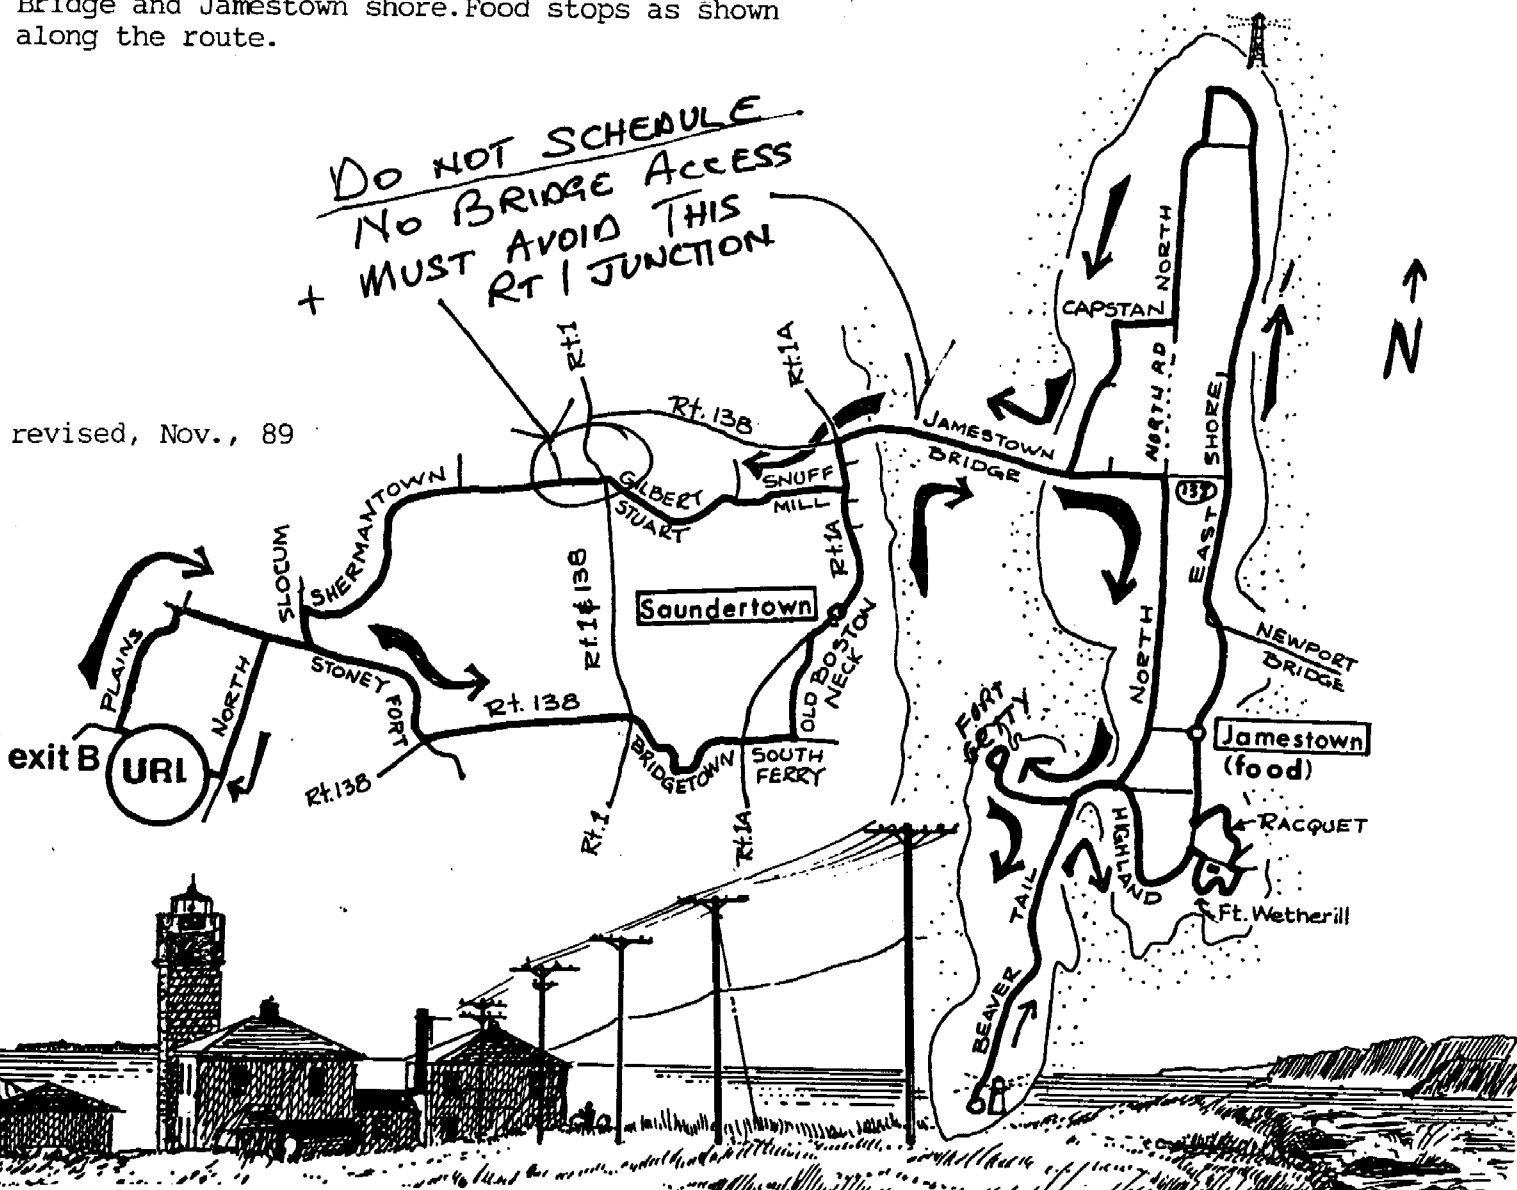 Bridge and Jamestown shore.Food stops as shown
along the route.
DO NOT SCHEDULE
NO BRIDGE ACCESS
+ MUST AVOID THIS
RT 1 JUNCTION
revised, Nov., 89
Rt.1
Rt.1A
Rt. 138
JAMESTOWN
BRIDGE
CAPSTAN
NORTH
NORTH RD
EAST SHORE
138
N
SHERMANTOWN
SLOCUM
GILBERT
STUART
SNUFF
MILL
Rt.1A
Rt.1 & 138
Saundertown
OLD BOSTON
NECK
PLAINS
NORTH
STONEY FORT
Rt. 138
exit B
URI
Rt.138
BRIDGETOWN
SOUTH
FERRY
Rt.1
Rt.1A
NORTH
NEWPORT
BRIDGE
FORT
GETTY
Jamestown
(food)
RACQUET
HIGHLAND
Ft. Wetherill
BEAVER TAIL